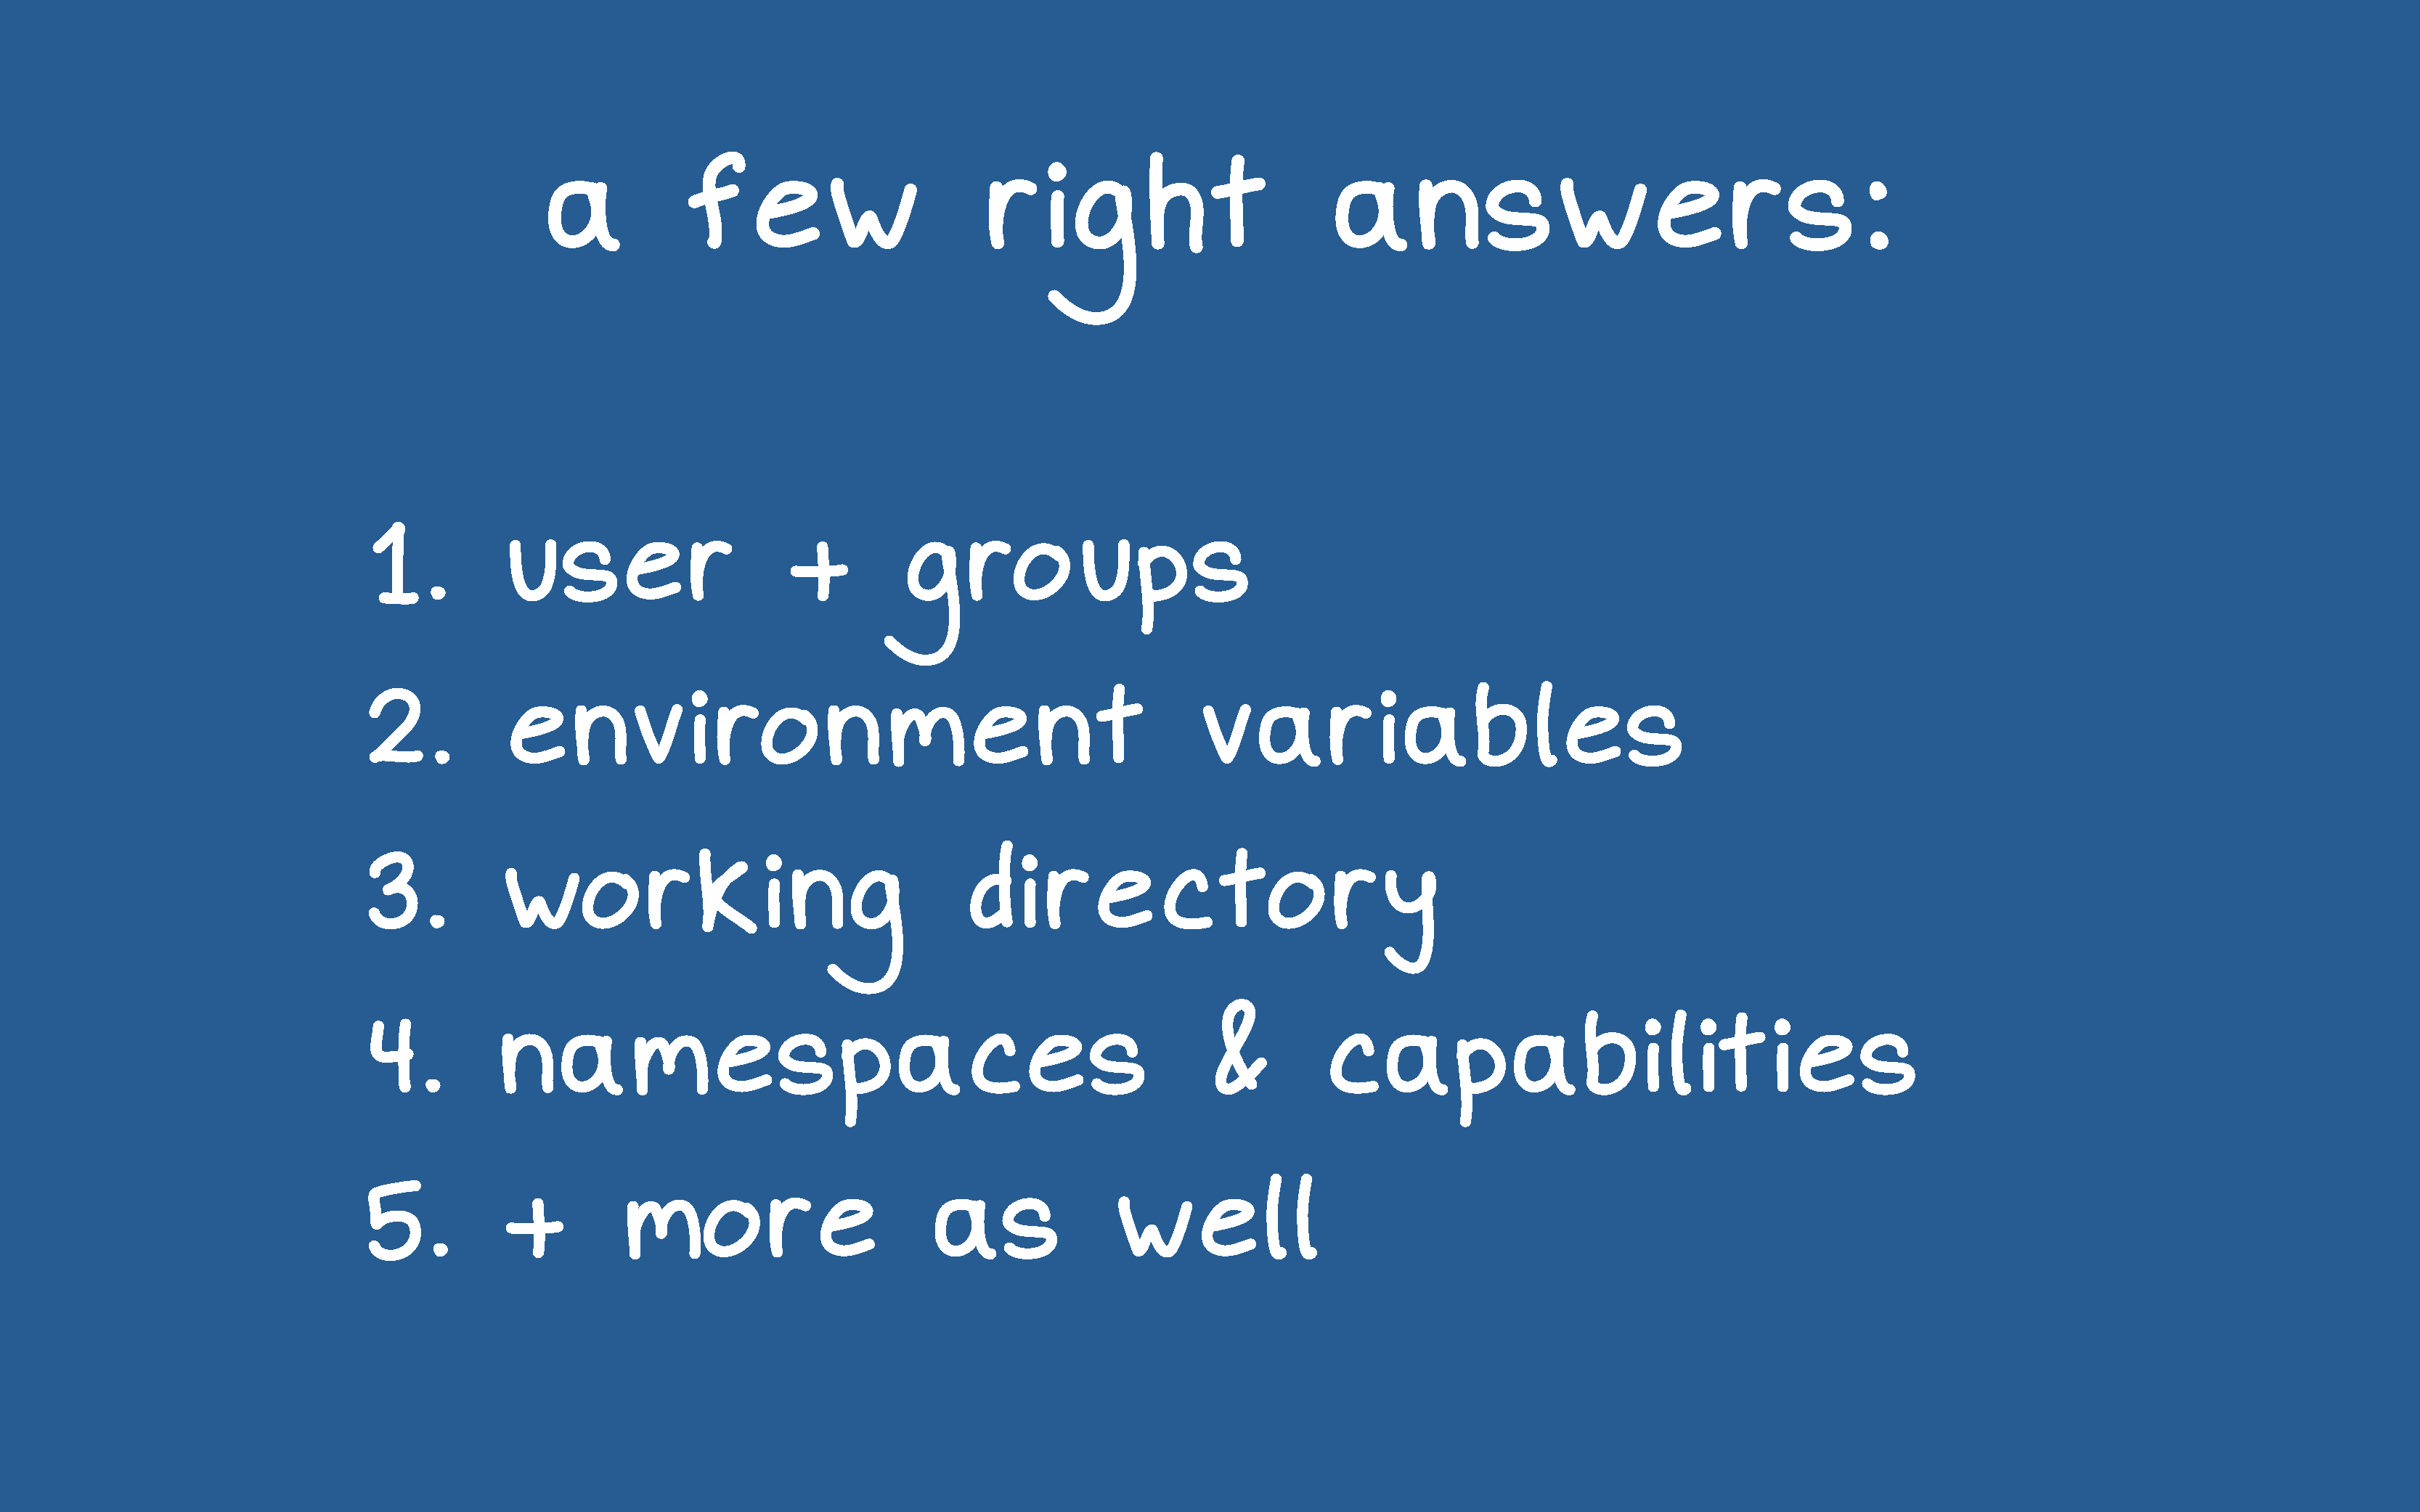 a few right answers:
1. user + groups
2. environment variables
3. working directory
4. namespaces & capabilities
5. + more as well